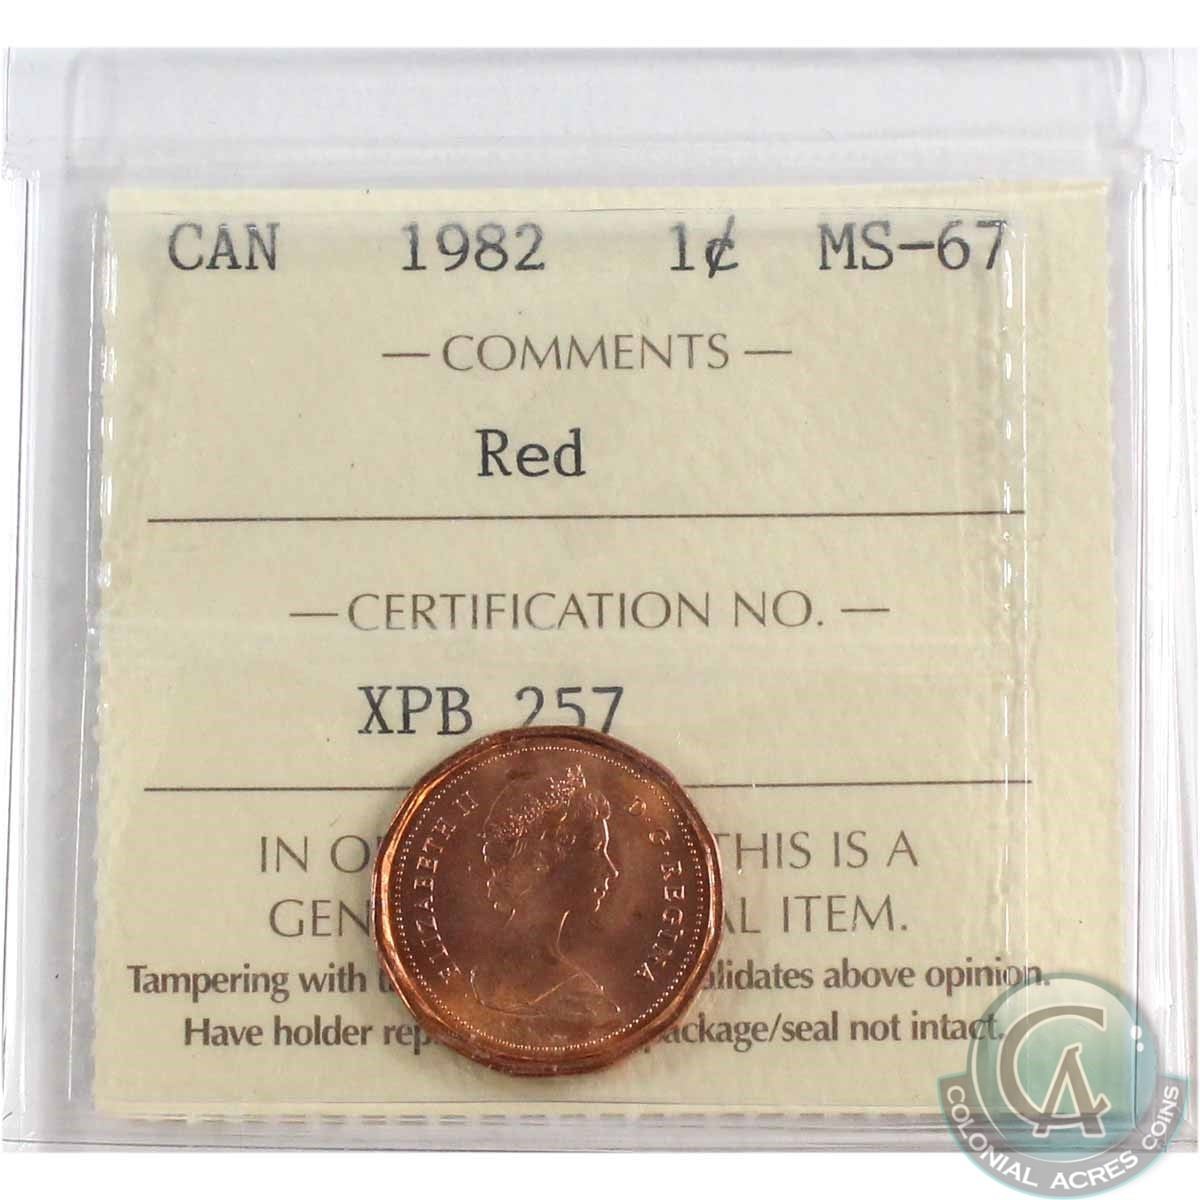 CAN 1982 1¢ MS-67
— COMMENTS —
Red
— CERTIFICATION NO. —
XPB 257
IN O THIS IS A
GEN AL ITEM.
Tampering with alidates above opinion.
Have holder rep ackage/seal not intact.
ELIZABETH II D·G·REGINA
CA
COLONIAL ACRES COINS